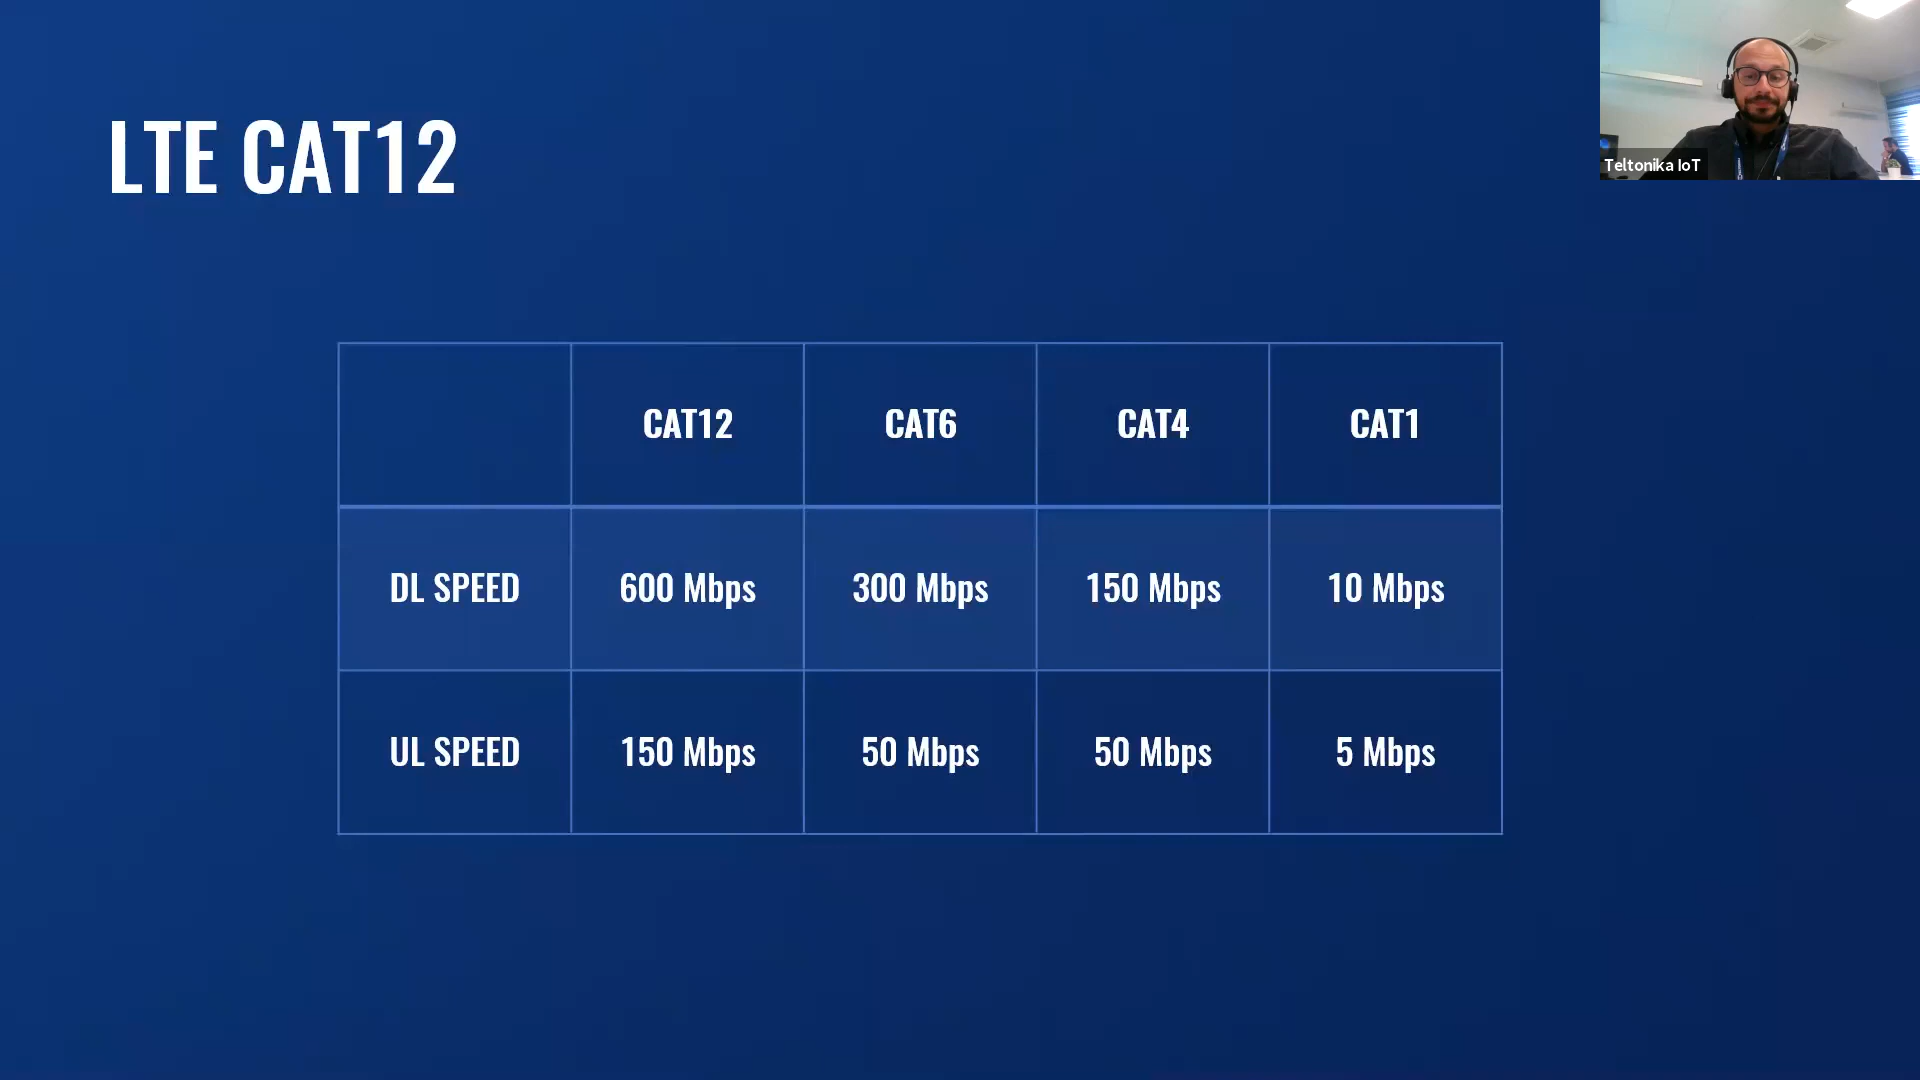 LTE CAT12
Teltonika IoT
CAT12 CAT6 CAT4 CAT1
DL SPEED 600 Mbps 300 Mbps 150 Mbps 10 Mbps
UL SPEED 150 Mbps 50 Mbps 50 Mbps 5 Mbps